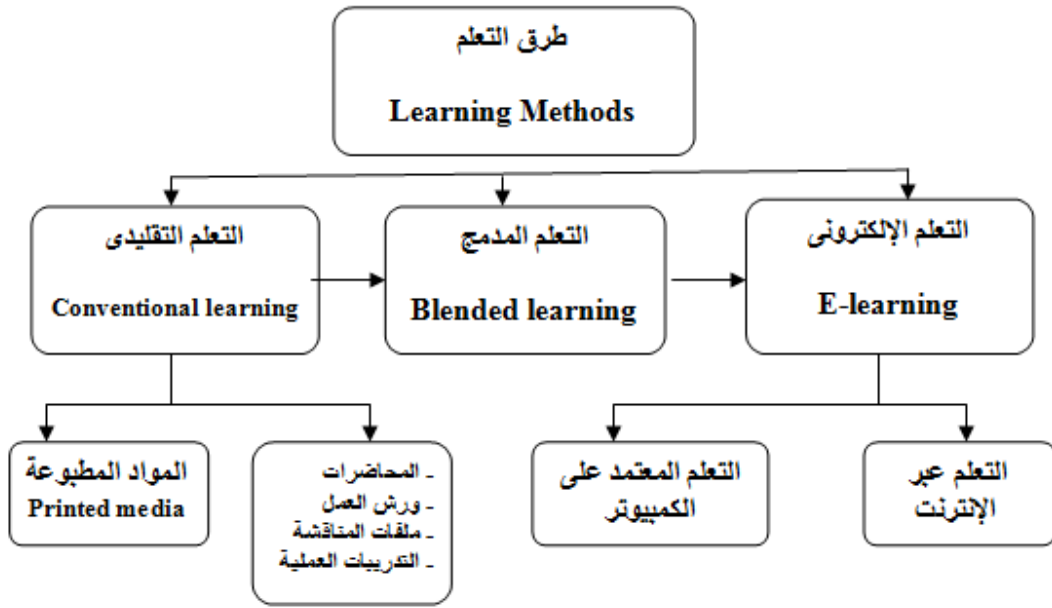 طرق التعلم
Learning Methods
التعلم الإلكترونى
E-learning
التعلم المدمج
Blended learning
التعلم التقليدى
Conventional learning
التعلم عبر
الإنترنت
التعلم المعتمد على
الكمبيوتر
- المحاضرات
- ورش العمل
- ملفات المناقشة
- التدريبات العملية
المواد المطبوعة
Printed media